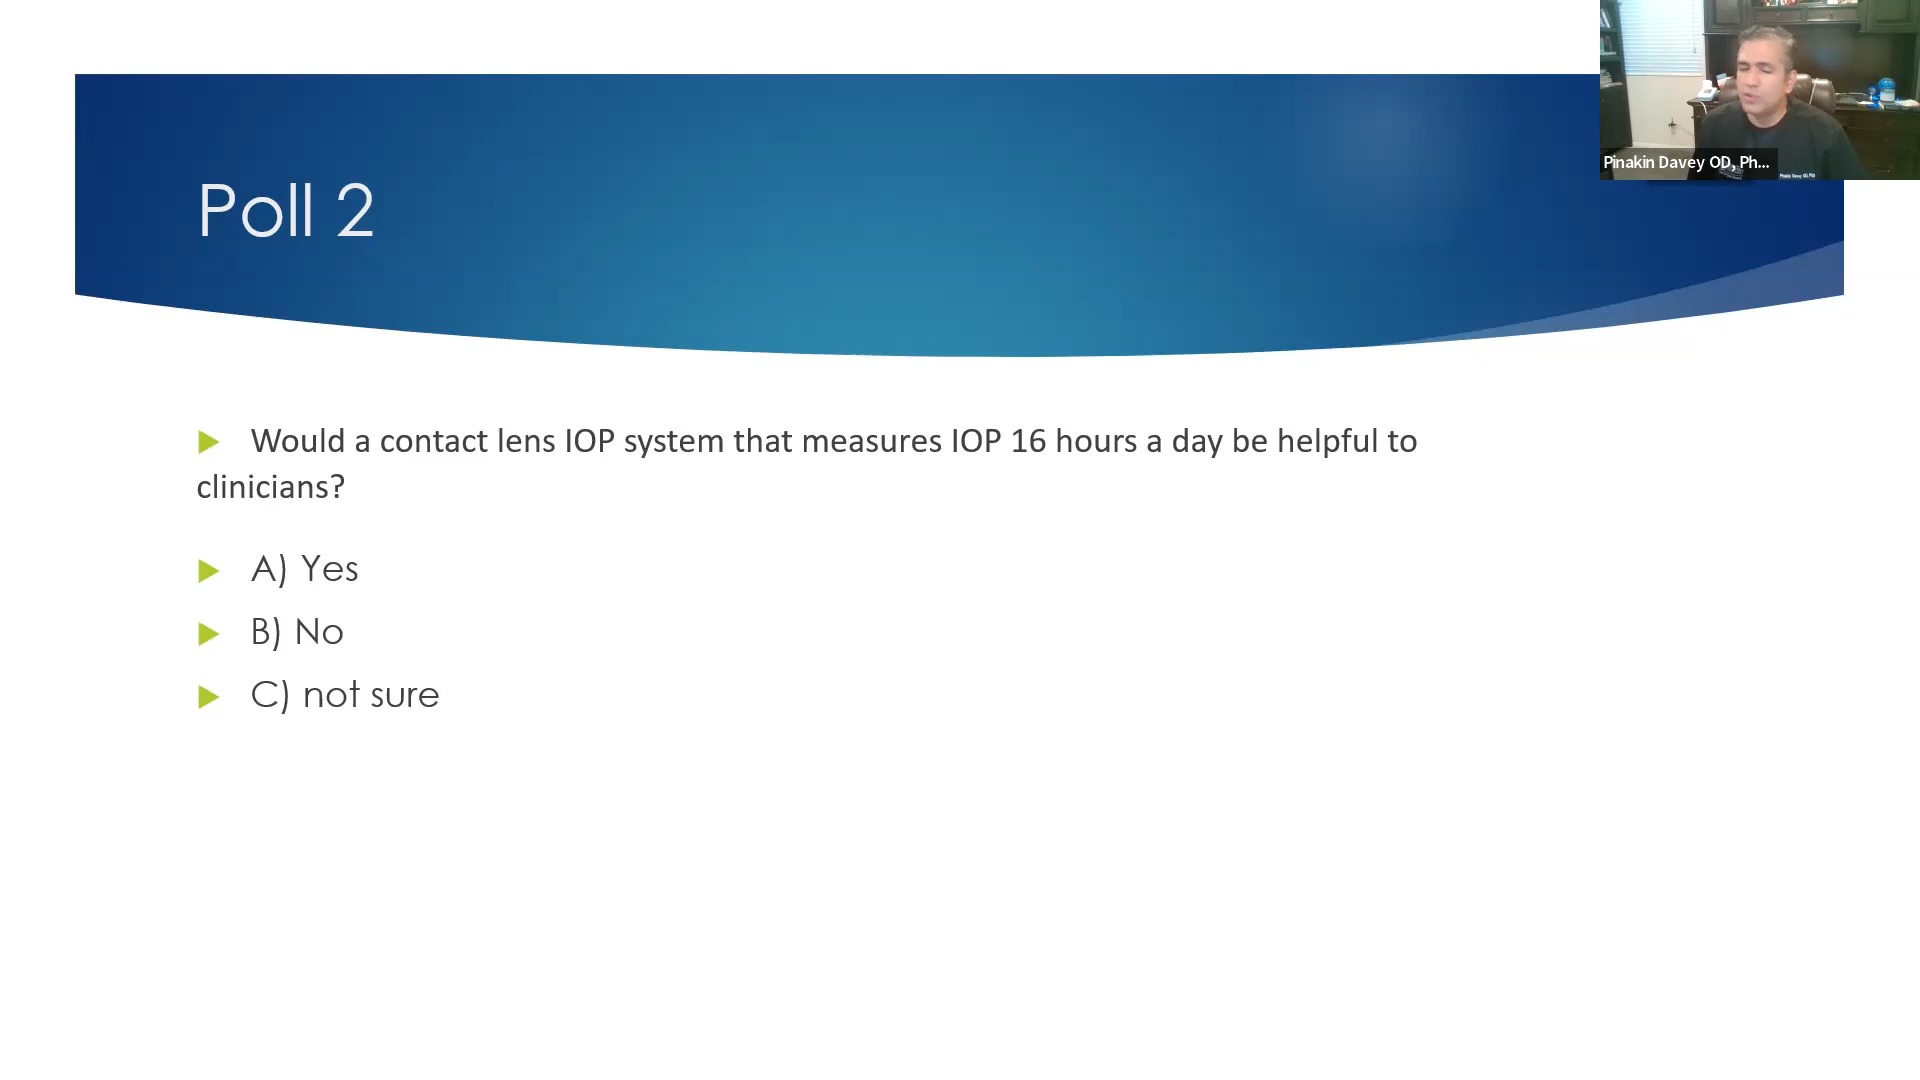 Pinakin Davey OD, Ph...
Poll 2
Would a contact lens IOP system that measures IOP 16 hours a day be helpful to
clinicians?
A) Yes
B) No
C) not sure